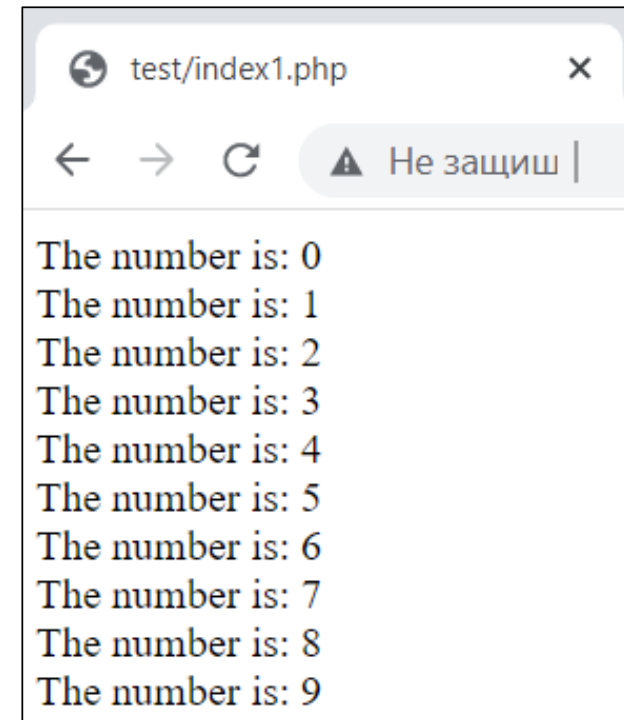 test/index1.php
Не защищ
The number is: 0
The number is: 1
The number is: 2
The number is: 3
The number is: 4
The number is: 5
The number is: 6
The number is: 7
The number is: 8
The number is: 9